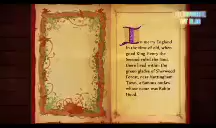 In merry England
in the time of old, when
good King Henry the
Second ruled the land,
there lived within the
green glades of Sherwood
Forest, near Nottingham
Town, a famous outlaw
whose name was Robin
Hood.